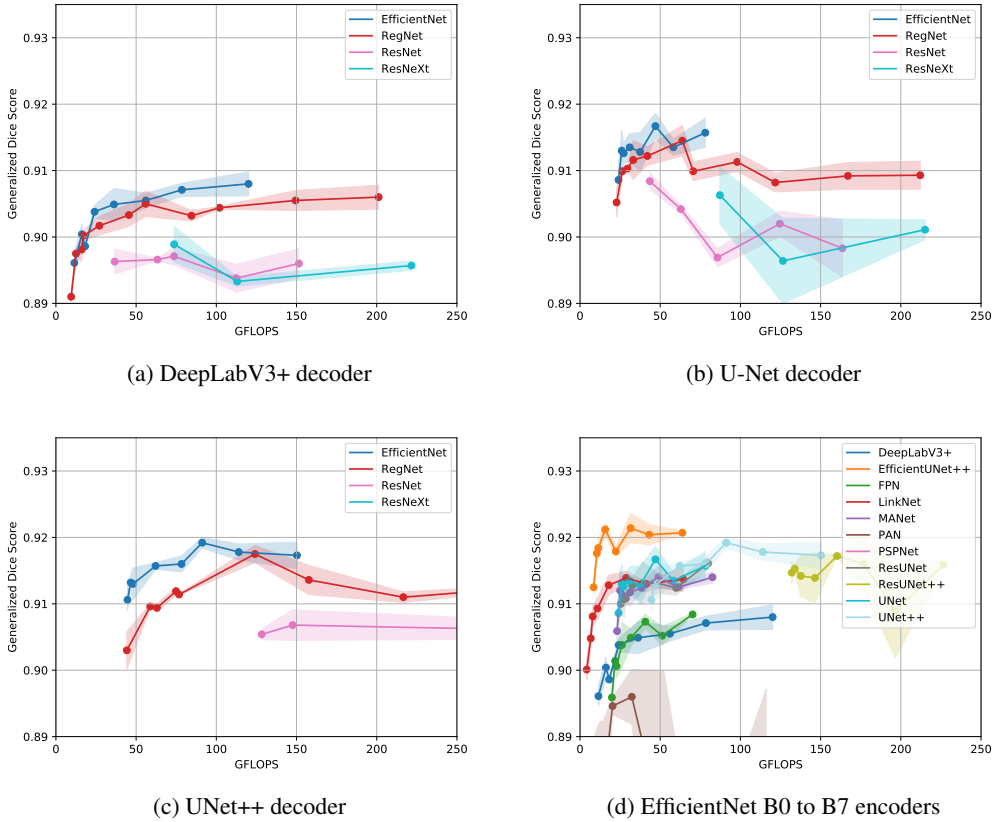 EfficientNet
RegNet
ResNet
ResNeXt
0.93
0.92
0.91
0.90
0.89
Generalized Dice Score
0 50 100 150 200 250
GFLOPS
(a) DeepLabV3+ decoder
EfficientNet
RegNet
ResNet
ResNeXt
0.93
0.92
0.91
0.90
0.89
Generalized Dice Score
0 50 100 150 200 250
GFLOPS
(b) U-Net decoder
EfficientNet
RegNet
ResNet
ResNeXt
0.93
0.92
0.91
0.90
0.89
Generalized Dice Score
0 50 100 150 200 250
GFLOPS
(c) UNet++ decoder
DeepLabV3+
EfficientUNet++
FPN
LinkNet
MANet
PAN
PSPNet
ResUNet
ResUNet++
UNet
UNet++
0.93
0.92
0.91
0.90
0.89
Generalized Dice Score
0 50 100 150 200 250
GFLOPS
(d) EfficientNet B0 to B7 encoders